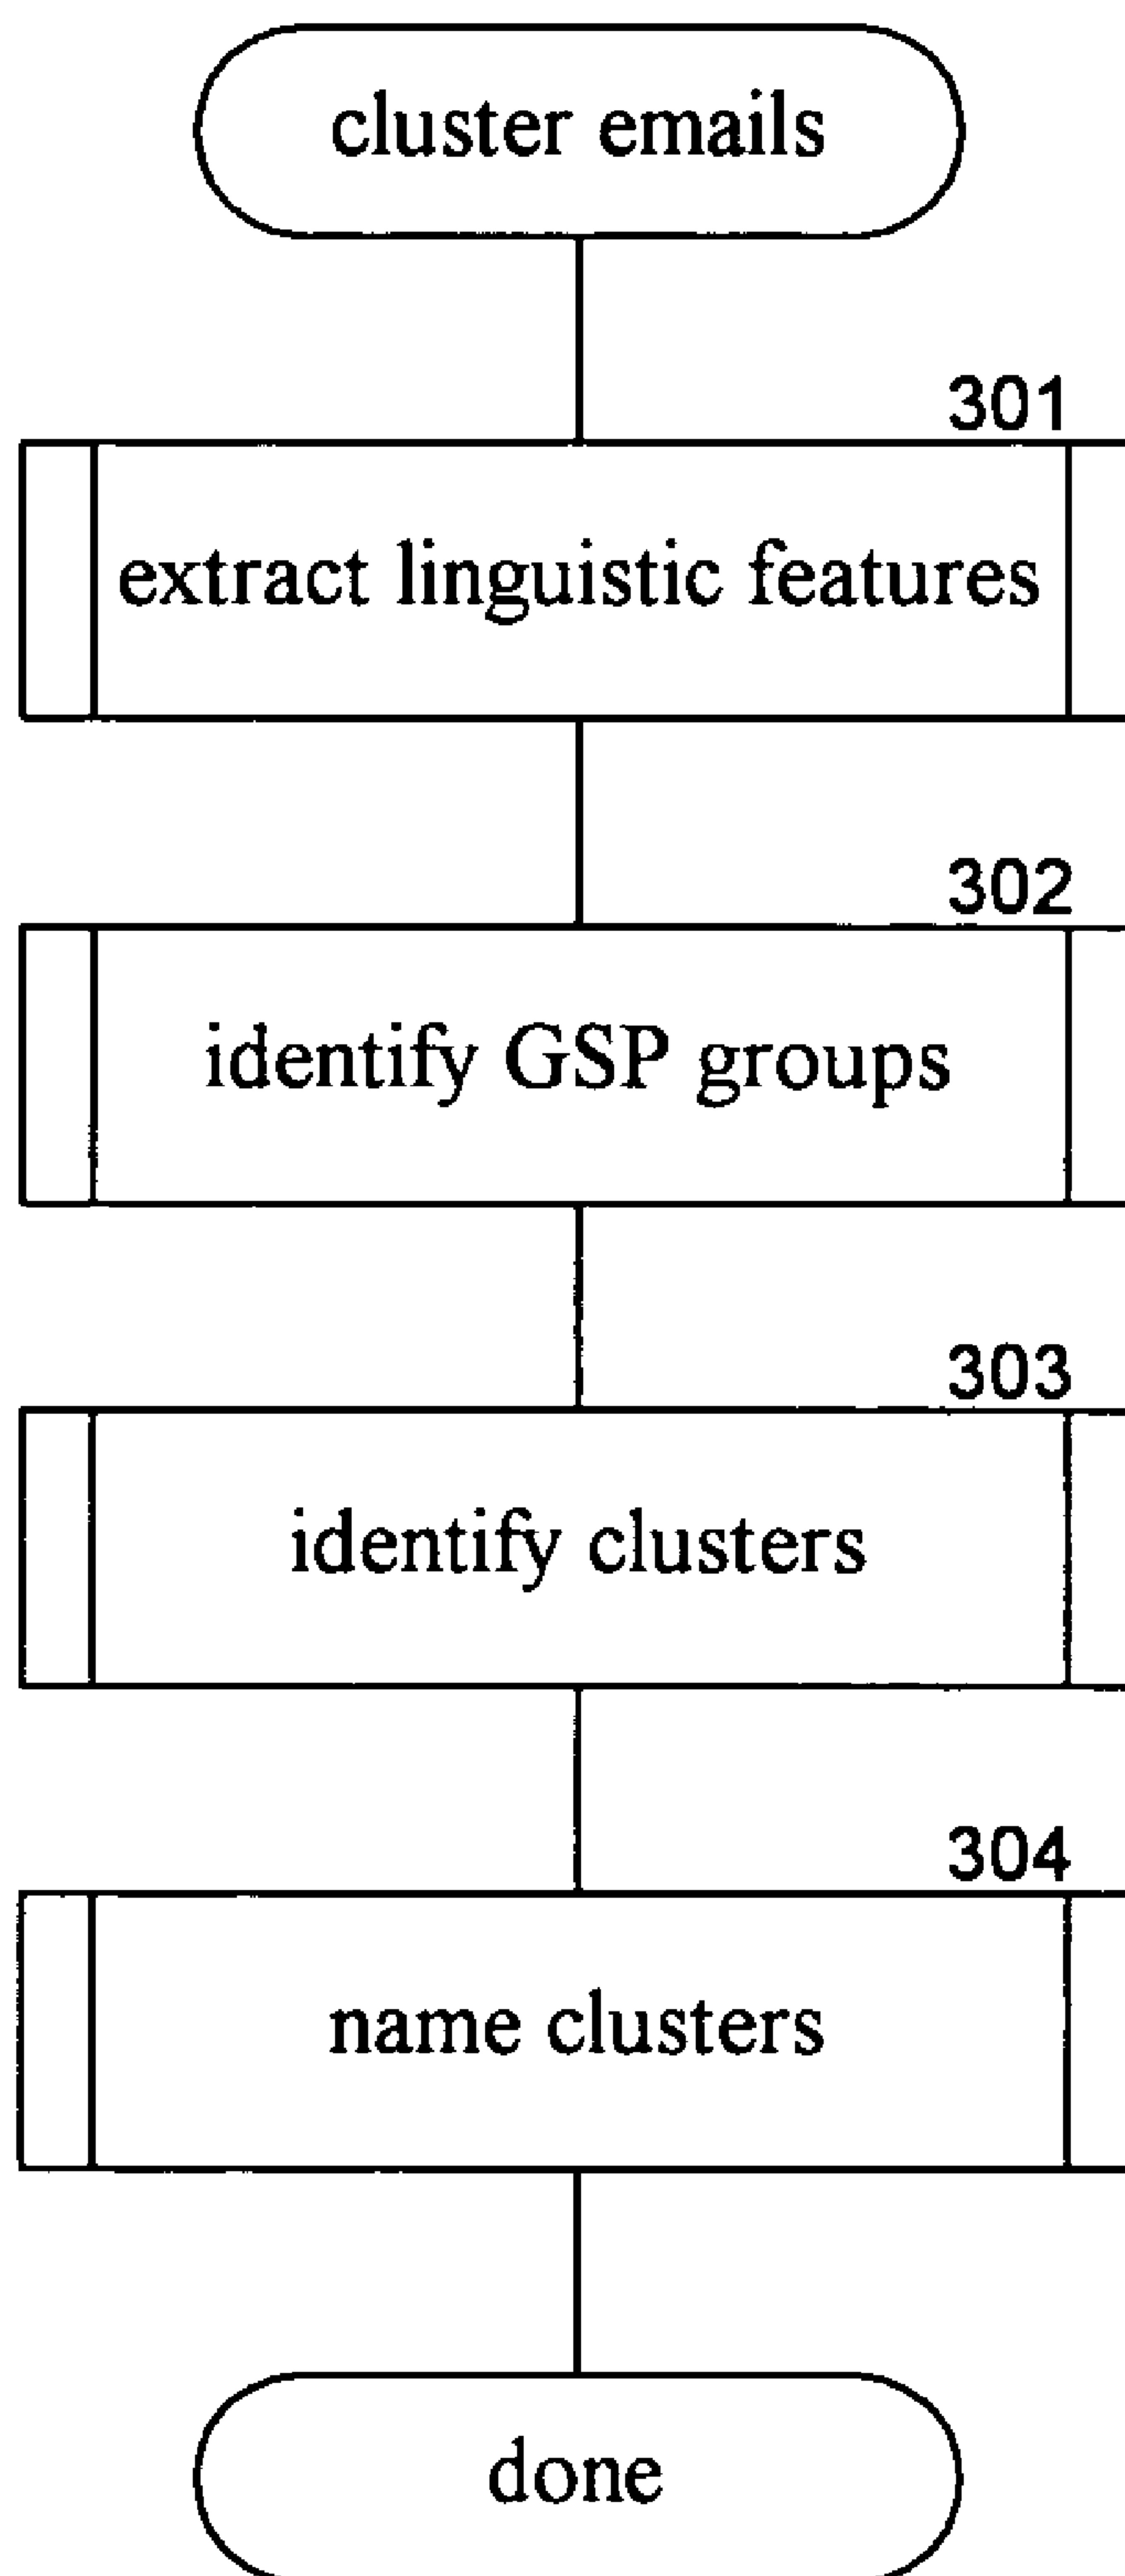 cluster emails
301
extract linguistic features
302
identify GSP groups
303
identify clusters
304
name clusters
done